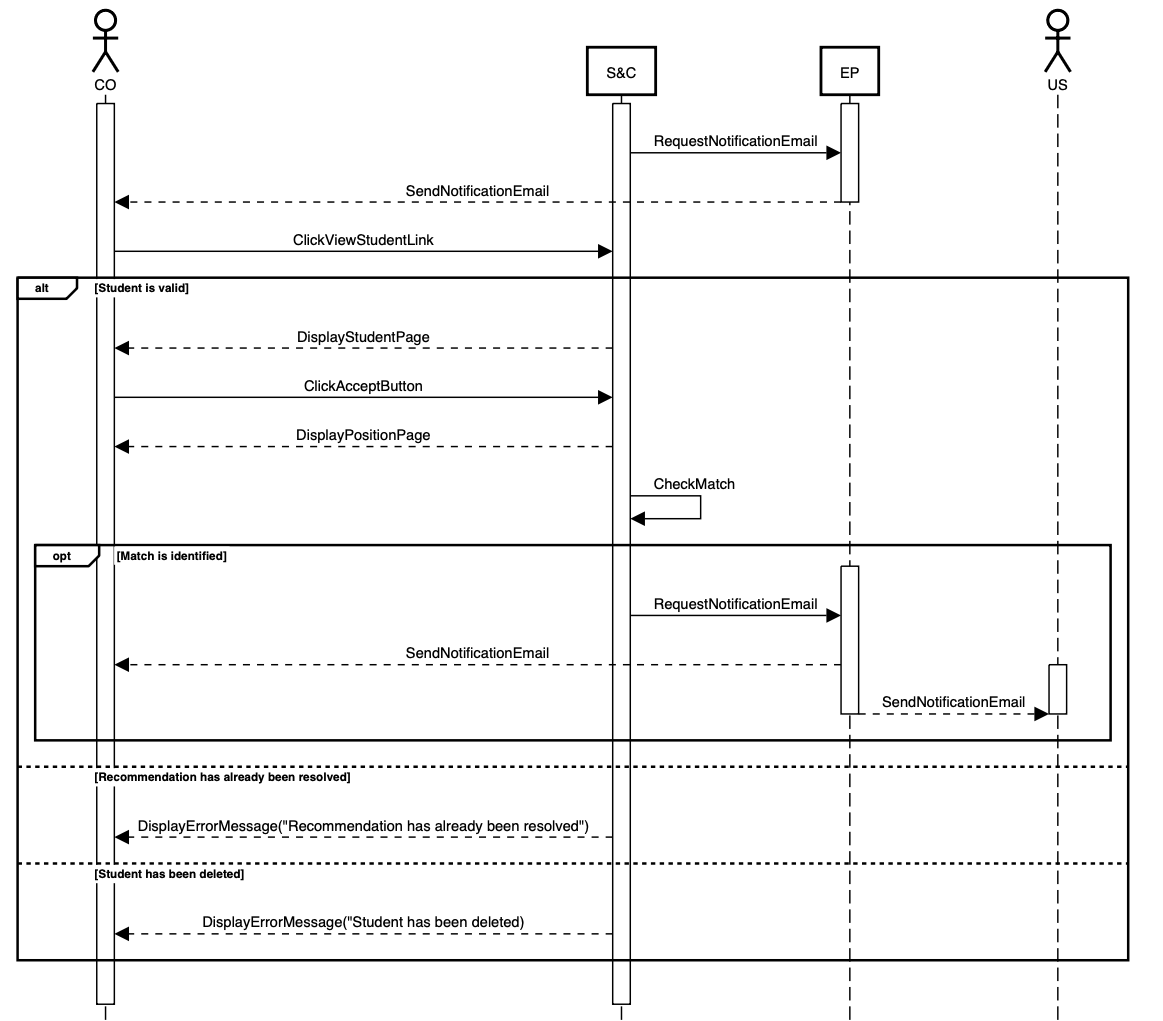 CO
S&C
EP
US
RequestNotificationEmail
SendNotificationEmail
ClickViewStudentLink
alt
[Student is valid]
DisplayStudentPage
ClickAcceptButton
DisplayPositionPage
CheckMatch
opt
[Match is identified]
RequestNotificationEmail
SendNotificationEmail
SendNotificationEmail
[Recommendation has already been resolved]
DisplayErrorMessage("Recommendation has already been resolved")
[Student has been deleted]
DisplayErrorMessage("Student has been deleted)